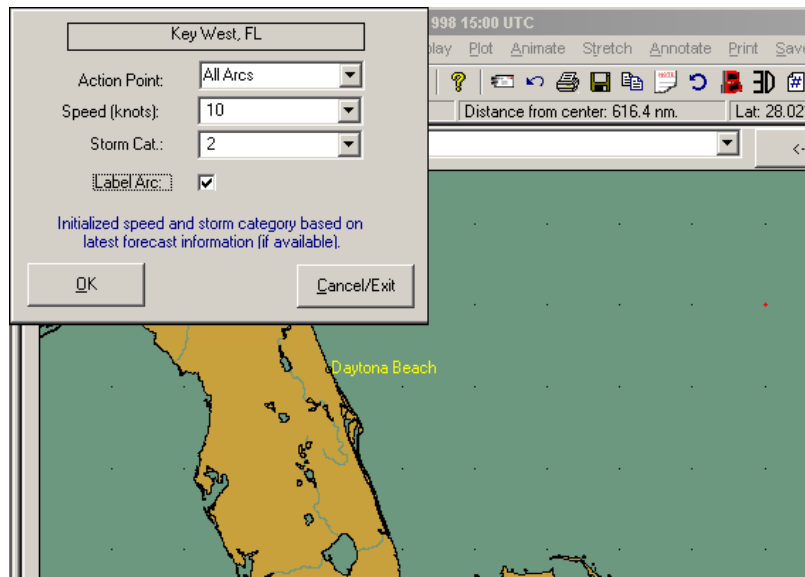 Key West, FL
998 15:00 UTC
Plot Animate Stretch Annotate Print
Action Point: All Arcs
Speed (knots): 10
Distance from center: 616.4 nm. Lat: 28.02
Storm Cat.: 2
<-
Label Arc:
Initialized speed and storm category based on
latest forecast information (if available).
OK Cancel/Exit
3D #
Daytona Beach